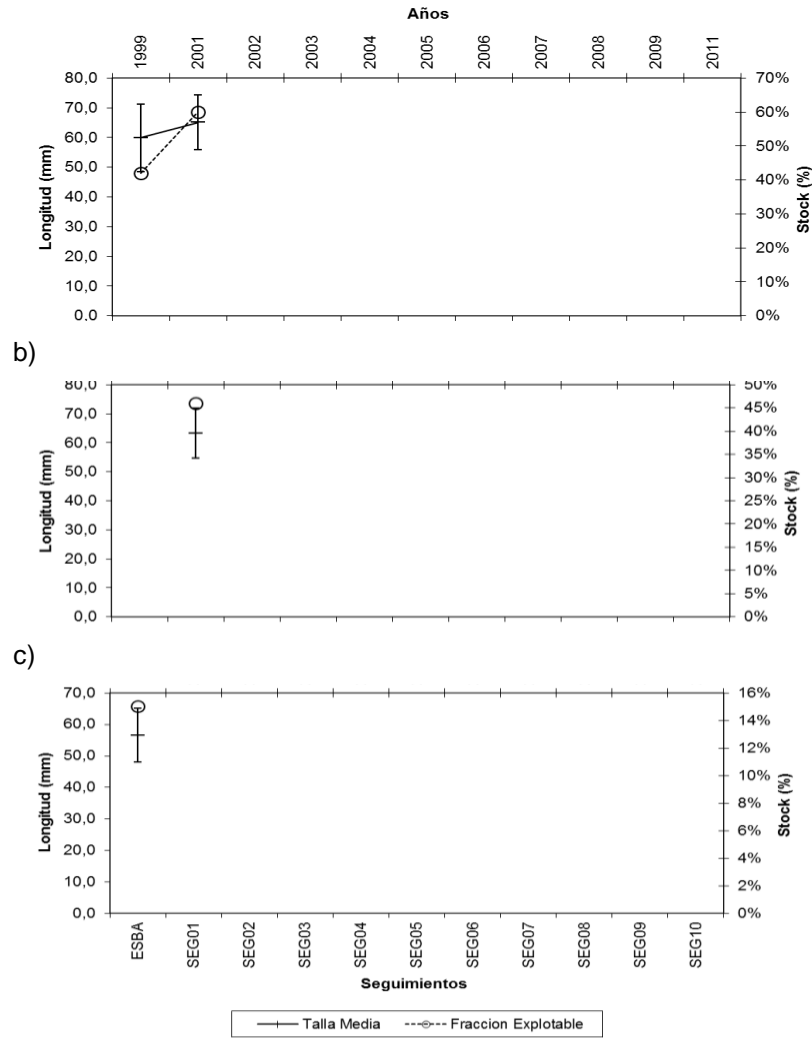 Años
1999 2001 2002 2003 2004 2005 2006 2007 2008 2009 2011
80,0 70%
70,0 60%
60,0 50%
50,0 40%
40,0 30%
30,0 20%
20,0 10%
10,0 0%
0.0
Longitud (mm)
Stock (%)
b)
80,0 50%
70,0 45%
60,0 40%
50,0 35%
40,0 30%
30,0 25%
20,0 20%
10,0 15%
0,0 10%
5%
0%
Longitud (mm)
Stock (%)
c)
70,0 16%
60,0 14%
50,0 12%
40,0 10%
30,0 8%
20,0 6%
10,0 4%
0,0 2%
0%
Longitud (mm)
Stock (%)
ESBA SEG01 SEG02 SEG03 SEG04 SEG05 SEG06 SEG07 SEG08 SEG09 SEG10
Seguimientos
Talla Media Fraccion Explotable